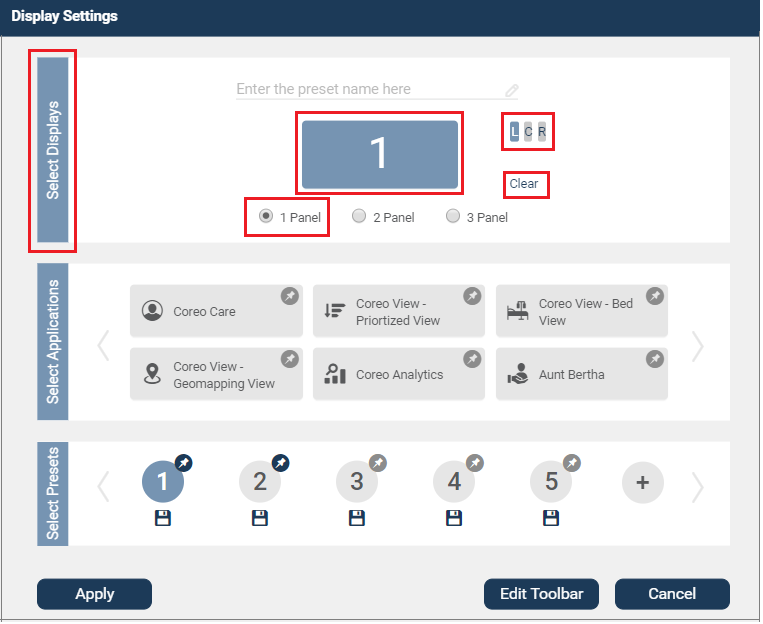 Display Settings
Select Displays
Enter the preset name here
1
L C R
Clear
1 Panel
2 Panel
3 Panel
Select Applications
Coreo Care
Coreo View -
Priortized View
Coreo View - Bed
View
Coreo View -
Geomapping View
Coreo Analytics
Aunt Bertha
Select Presets
1
2
3
4
5
+
Apply
Edit Toolbar
Cancel